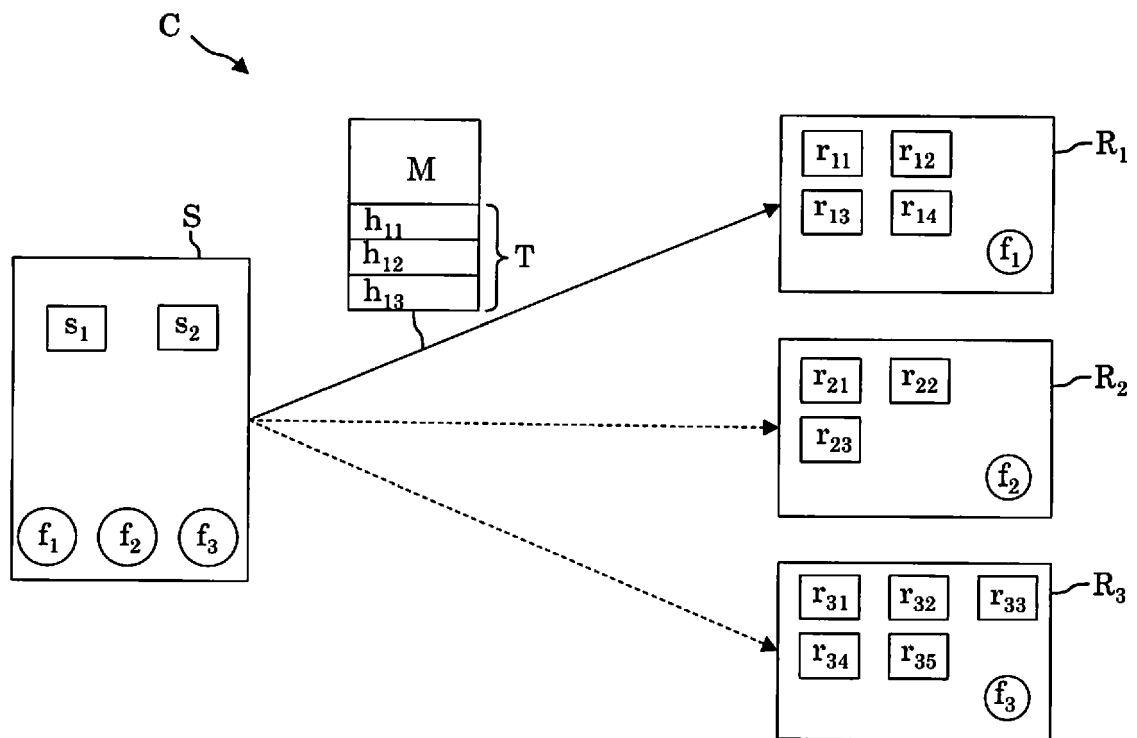 C
M
h₁₁
h₁₂
h₁₃
T
S
s₁ s₂
f₁ f₂ f₃
r₁₁ r₁₂
r₁₃ r₁₄
f₁
R₁
r₂₁ r₂₂
r₂₃
f₂
R₂
r₃₁ r₃₂ r₃₃
r₃₄ r₃₅
f₃
R₃